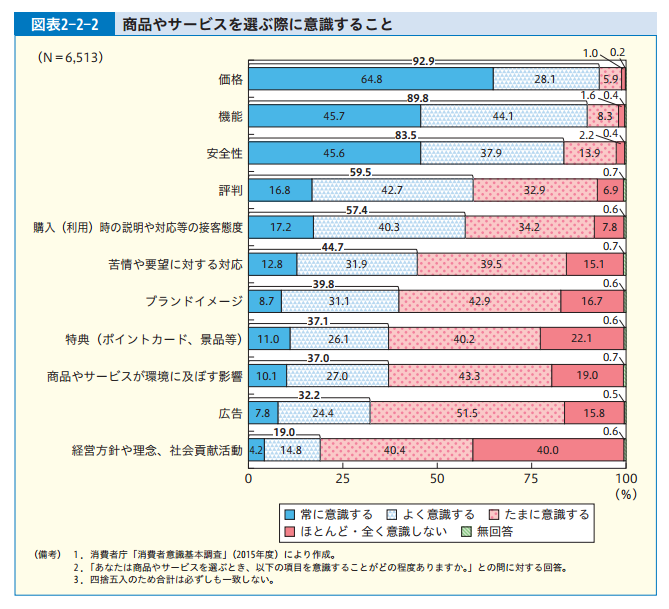 図表2-2-2 商品やサービスを選ぶ際に意識すること
(N=6,513)
92.9 1.0 0.2
価格 64.8 28.1 5.9
89.8 1.6 0.4
機能 45.7 44.1 8.3
83.5 2.2 0.4
安全性 45.6 37.9 13.9
59.5 0.7
評判 16.8 42.7 32.9 6.9
57.4 0.6
購入(利用)時の説明や対応等の接客態度 17.2 40.3 34.2 7.8
44.7 0.7
苦情や要望に対する対応 12.8 31.9 39.5 15.1
39.8 0.6
ブランドイメージ 8.7 31.1 42.9 16.7
37.1 0.6
特典(ポイントカード、景品等) 11.0 26.1 40.2 22.1
37.0 0.7
商品やサービスが環境に及ぼす影響 10.1 27.0 43.3 19.0
32.2 0.5
広告 7.8 24.4 51.5 15.8
19.0 0.6
経営方針や理念、社会貢献活動 4.2 14.8 40.4 40.0
0 25 50 75 100
(%)
常に意識する よく意識する たまに意識する
ほとんど・全く意識しない 無回答
(備考) 1.消費者庁「消費者意識基本調査」(2015年度)により作成。
2.「あなたは商品やサービスを選ぶとき、以下の項目を意識することがどの程度ありますか。」との問に対する回答。
3.四捨五入のため合計は必ずしも一致しない。